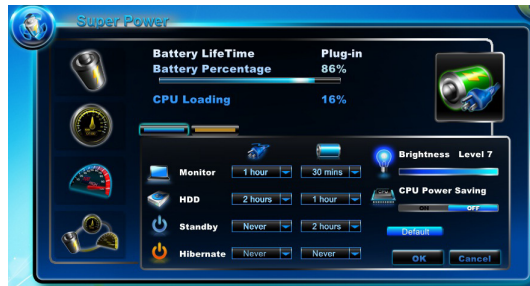 Super Power
Battery LifeTime Plug-in
Battery Percentage 86%
CPU Loading 16%
Brightness Level 7
Monitor 1 hour 30 mins
CPU Power Saving
HDD 2 hours 1 hour
ON OFF
Standby Never 2 hours
Default
Hibernate Never Never
OK Cancel